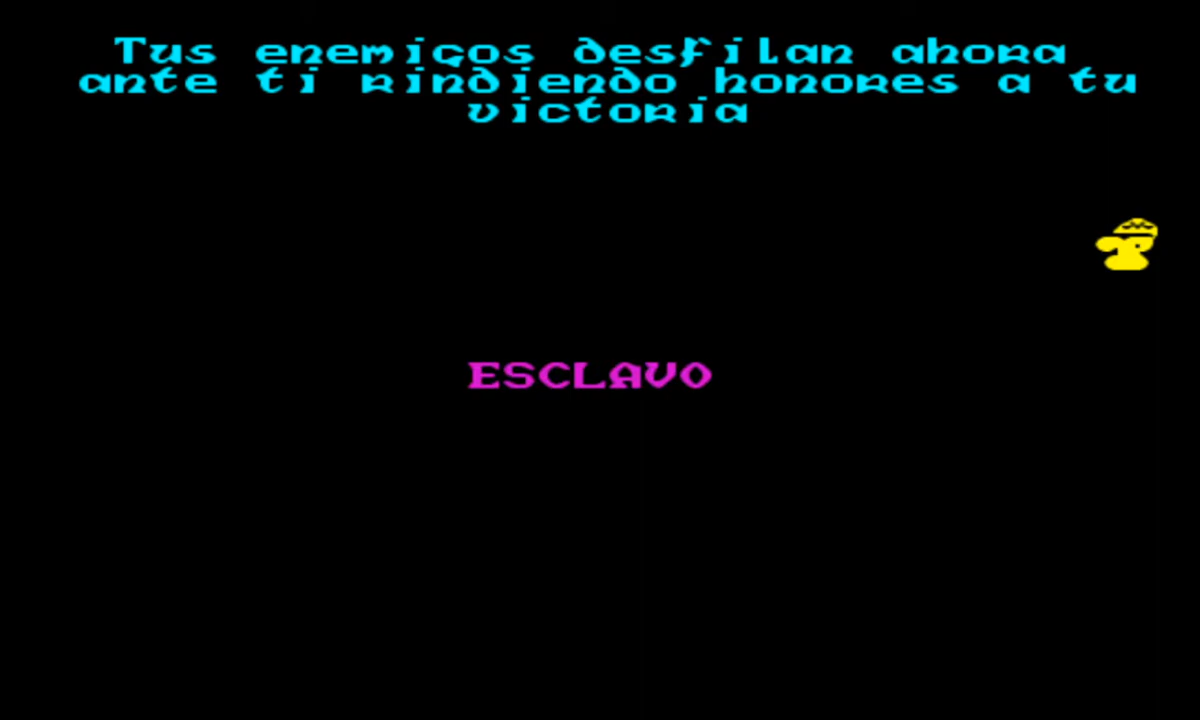 Tus enemigos desfilan ahora
ante ti rindiendo honores a tu
victoria
ESCLAVO